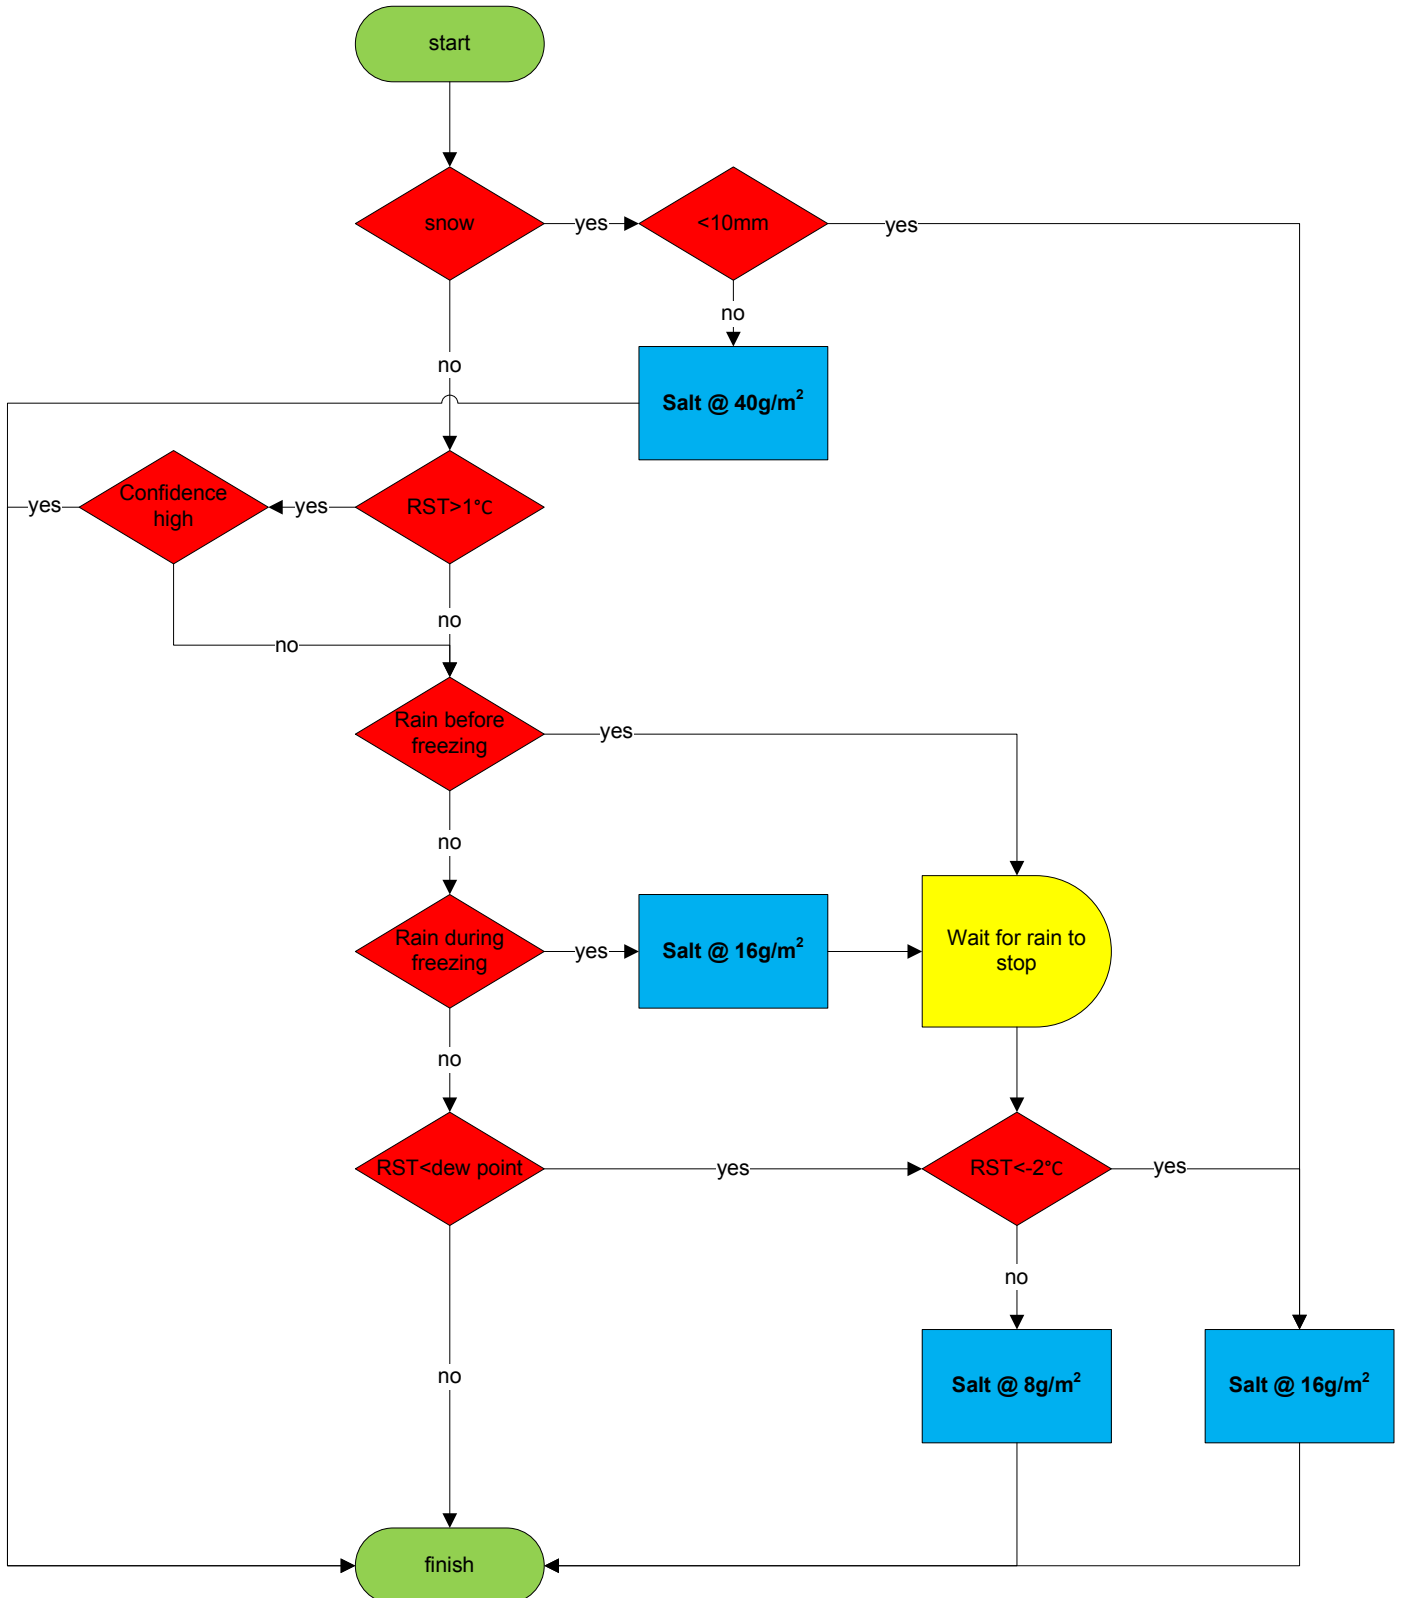 start
snow
yes
<10mm
yes
no
no
Salt @ 40g/m²
Confidence
high
yes
yes
RST>1°C
no
no
Rain before
freezing
yes
no
Rain during
freezing
yes
Salt @ 16g/m²
Wait for rain to
stop
no
RST<dew point
yes
RST<-2°C
yes
no
no
Salt @ 8g/m²
Salt @ 16g/m²
finish